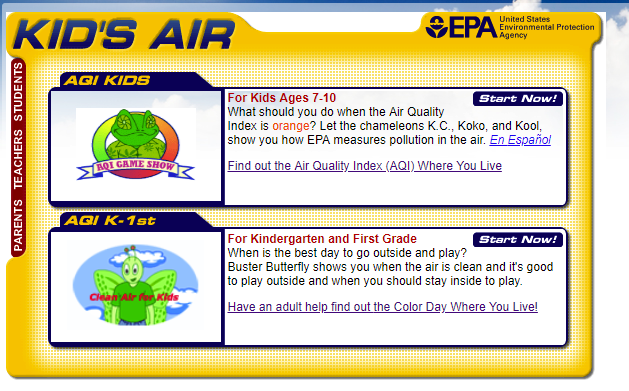 KID'S AIR
EPA
United States
Environmental Protection
Agency
PARENTS TEACHERS STUDENTS
AQI KIDS
AQI GAME SHOW
For Kids Ages 7-10
Start Now!
What should you do when the Air Quality
Index is orange? Let the chameleons K.C., Koko, and Kool,
show you how EPA measures pollution in the air. En Español
Find out the Air Quality Index (AQI) Where You Live
AQI K-1st
Clean Air for Kids
For Kindergarten and First Grade
Start Now!
When is the best day to go outside and play?
Buster Butterfly shows you when the air is clean and it's good
to play outside and when you should stay inside to play.
Have an adult help find out the Color Day Where You Live!